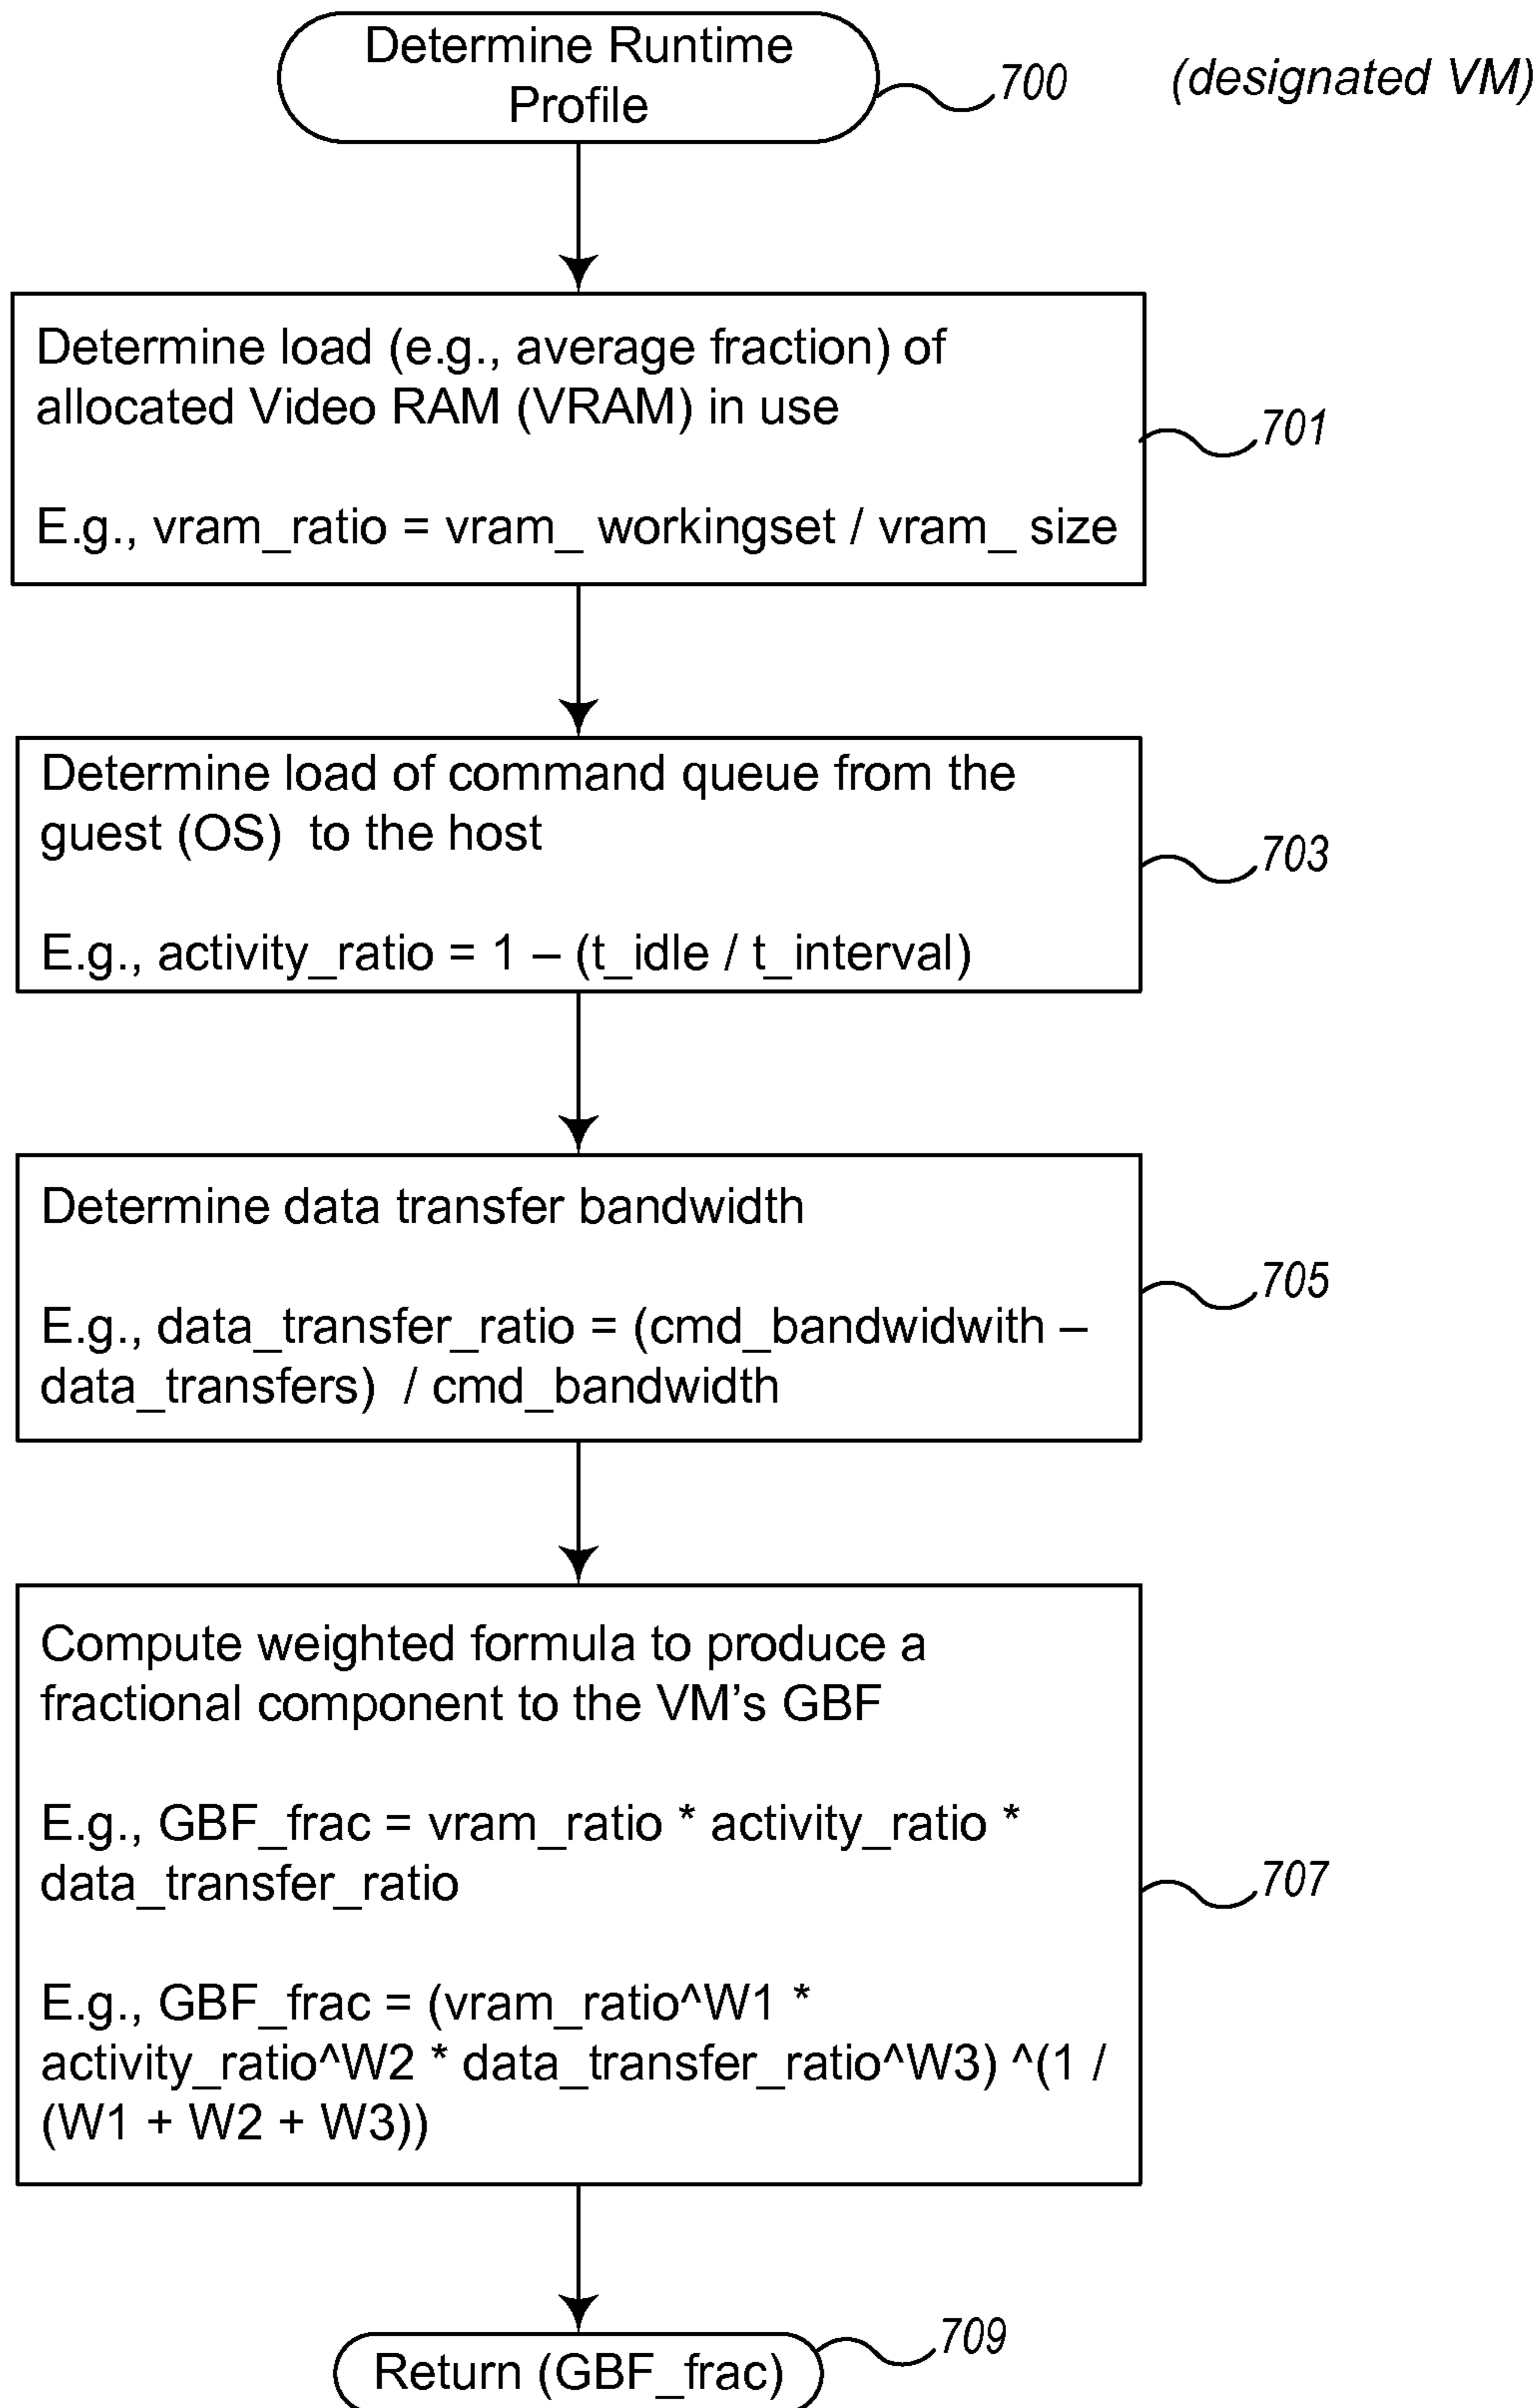 Determine Runtime
Profile
700
(designated VM)
Determine load (e.g., average fraction) of
allocated Video RAM (VRAM) in use
E.g., vram_ratio = vram_ workingset / vram_ size
701
Determine load of command queue from the
guest (OS) to the host
E.g., activity_ratio = 1 – (t_idle / t_interval)
703
Determine data transfer bandwidth
E.g., data_transfer_ratio = (cmd_bandwidwith –
data_transfers) / cmd_bandwidth
705
Compute weighted formula to produce a
fractional component to the VM's GBF
E.g., GBF_frac = vram_ratio * activity_ratio *
data_transfer_ratio
E.g., GBF_frac = (vram_ratio^W1 *
activity_ratio^W2 * data_transfer_ratio^W3) ^(1 /
(W1 + W2 + W3))
707
Return (GBF_frac)
709